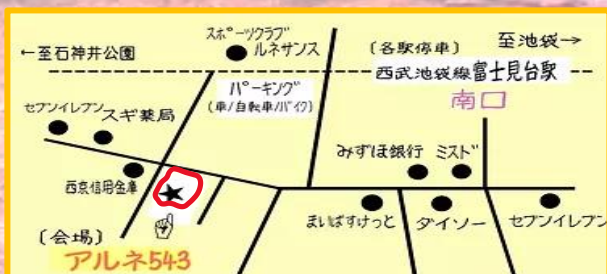 ←至石神井公園
スポーツクラブ
ルネサンス
(各駅停車)
至池袋→
西武池袋線富士見台駅
南口
パーキング
(車/自転車/バイク)
セブンイレブン
スギ薬局
みずほ銀行
ミスド
西京信用金庫
まいばすけっと
ダイソー
セブンイレブン
(会場)
アルネ543